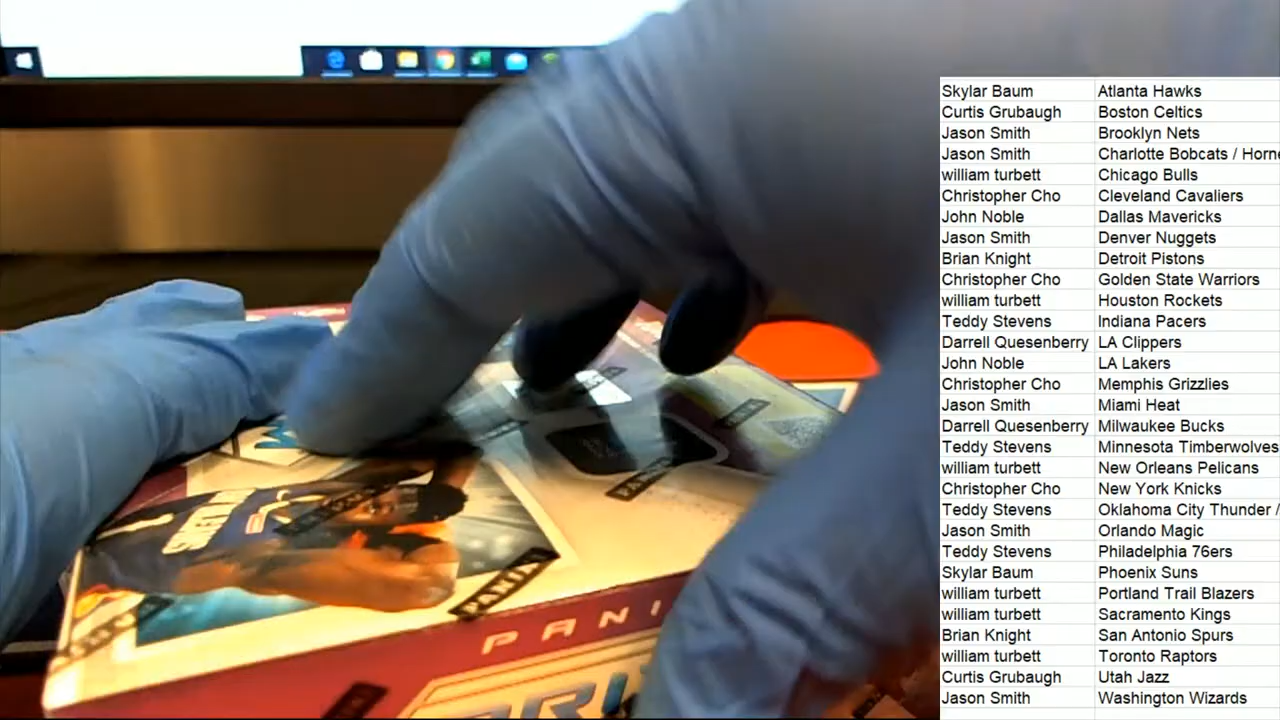 Skylar Baum Atlanta Hawks
Curtis Grubaugh Boston Celtics
Jason Smith Brooklyn Nets
Jason Smith Charlotte Bobcats / Horne
william turbett Chicago Bulls
Christopher Cho Cleveland Cavaliers
John Noble Dallas Mavericks
Jason Smith Denver Nuggets
Brian Knight Detroit Pistons
Christopher Cho Golden State Warriors
william turbett Houston Rockets
Teddy Stevens Indiana Pacers
Darrell Quesenberry LA Clippers
John Noble LA Lakers
Christopher Cho Memphis Grizzlies
Jason Smith Miami Heat
Darrell Quesenberry Milwaukee Bucks
Teddy Stevens Minnesota Timberwolves
william turbett New Orleans Pelicans
Christopher Cho New York Knicks
Teddy Stevens Oklahoma City Thunder /
Jason Smith Orlando Magic
Teddy Stevens Philadelphia 76ers
Skylar Baum Phoenix Suns
william turbett Portland Trail Blazers
william turbett Sacramento Kings
Brian Knight San Antonio Spurs
william turbett Toronto Raptors
Curtis Grubaugh Utah Jazz
Jason Smith Washington Wizards
PANINI
PANINI
PANI